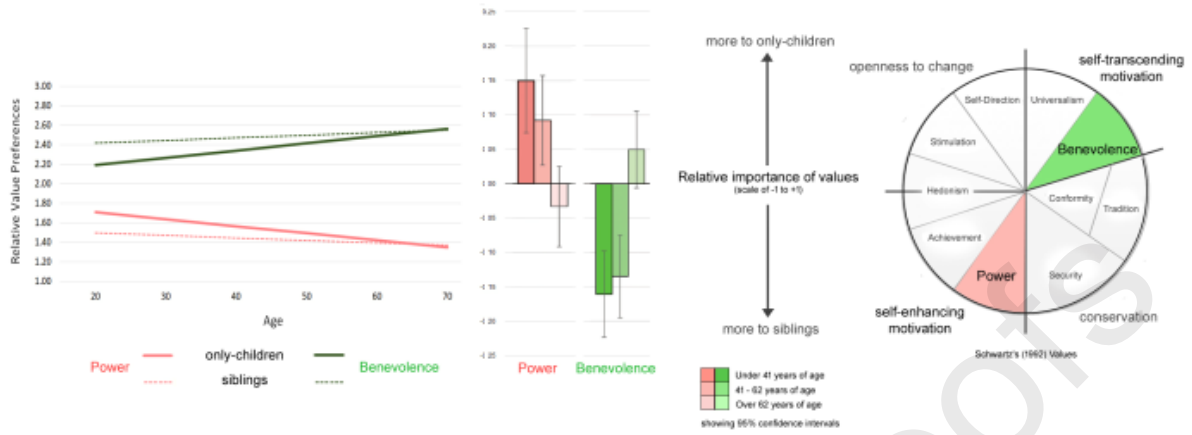 Relative Value Preferences
3.00
2.80
2.60
2.40
2.20
2.00
1.80
1.60
1.40
1.20
1.00
20 30 40 50 60 70
Age
Power
only-children
siblings
Benevolence
0.20
Power Benevolence
more to only-children
Relative importance of values
(scale of -1 to +1)
more to siblings
Under 41 years of age
41 - 62 years of age
Over 62 years of age
showing 95% confidence intervals
openness to change
self-transcending
motivation
Self-Direction
Universalism
Stimulation
Benevolence
Hedonism
Conformity
Tradition
Achievement
Power
Security
self-enhancing
motivation
conservation
Schwartz's (1992) Values